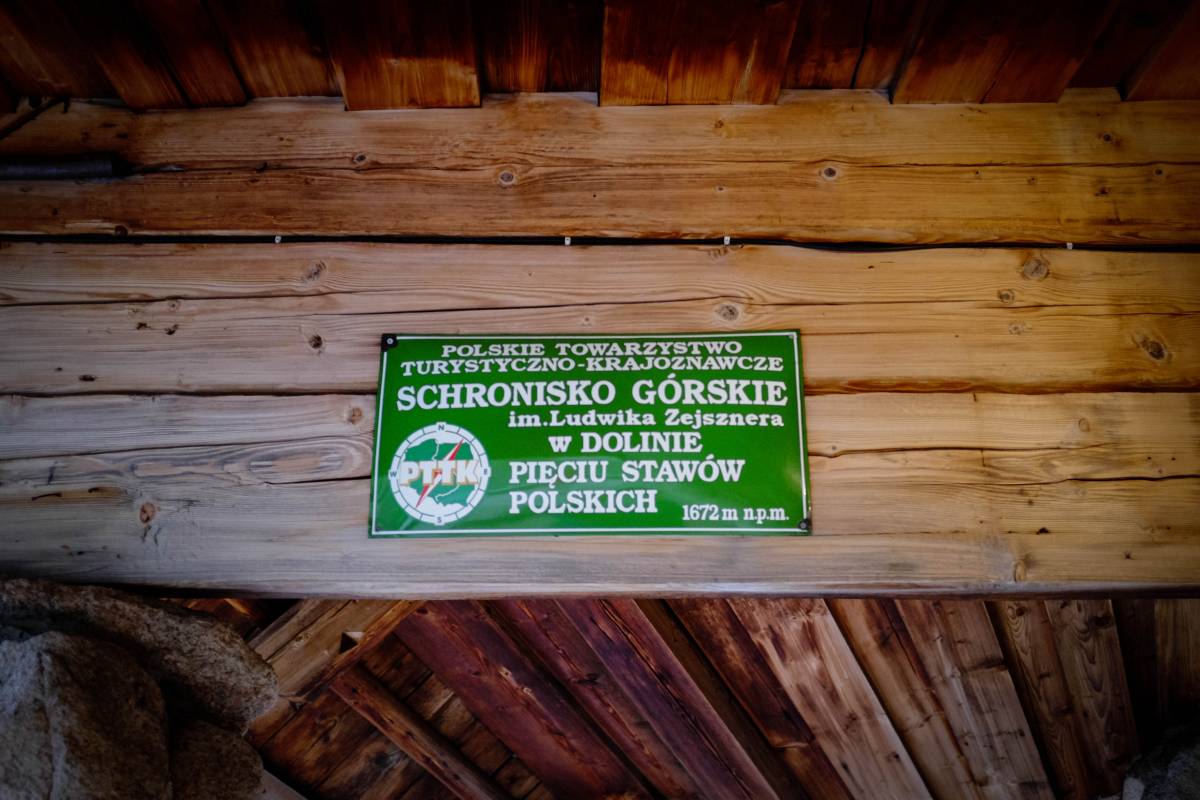 POLSKIE TOWARZYSTWO
TURYSTYCZNO-KRAJOZNAWCZE
SCHRONISKO GÓRSKIE
im.Ludwika Zejsznera
W DOLINIE
PIĘCIU STAWÓW
POLSKICH
1672 m n.p.m.
N
W PTTK E
S